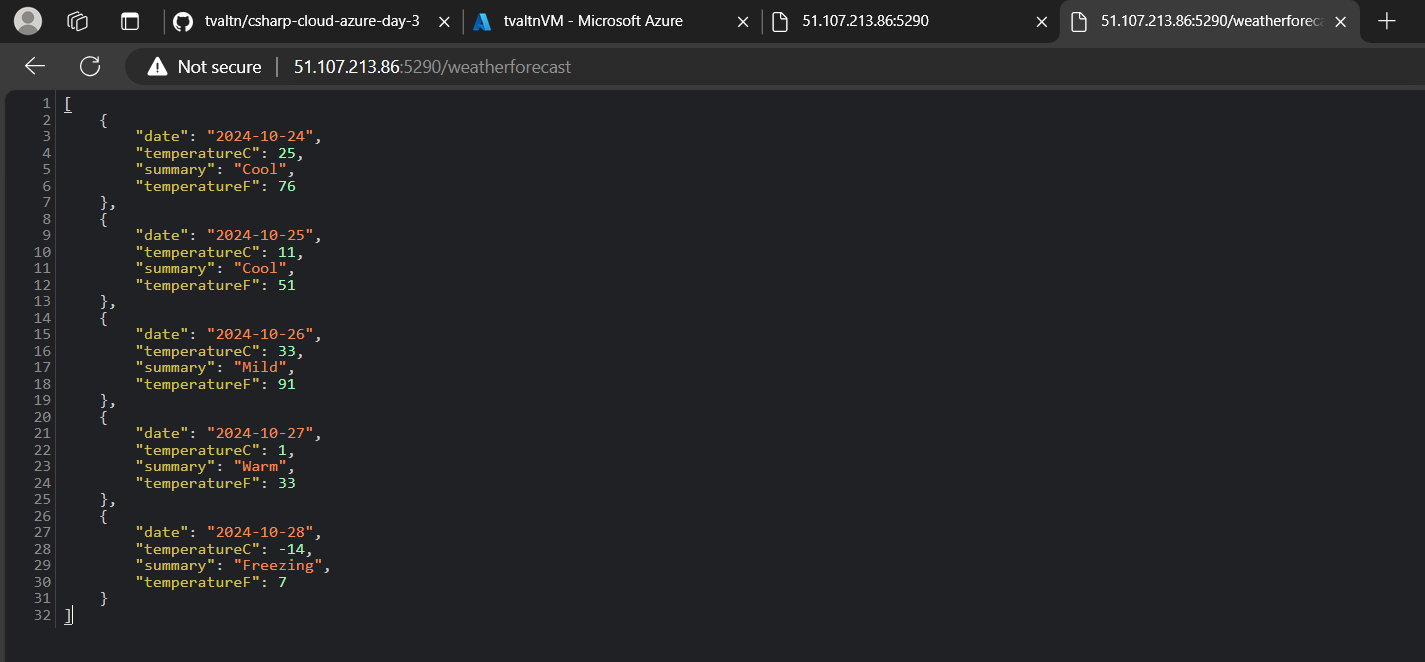 tvaltn/csharp-cloud-azure-day-3
tvaltnVM - Microsoft Azure
51.107.213.86:5290
51.107.213.86:5290/weatherforec
Not secure
51.107.213.86:5290/weatherforecast
1 [
2 {
3 "date": "2024-10-24",
4 "temperatureC": 25,
5 "summary": "Cool",
6 "temperatureF": 76
7 },
8 {
9 "date": "2024-10-25",
10 "temperatureC": 11,
11 "summary": "Cool",
12 "temperatureF": 51
13 },
14 {
15 "date": "2024-10-26",
16 "temperatureC": 33,
17 "summary": "Mild",
18 "temperatureF": 91
19 },
20 {
21 "date": "2024-10-27",
22 "temperatureC": 1,
23 "summary": "Warm",
24 "temperatureF": 33
25 },
26 {
27 "date": "2024-10-28",
28 "temperatureC": -14,
29 "summary": "Freezing",
30 "temperatureF": 7
31 }
32 ]